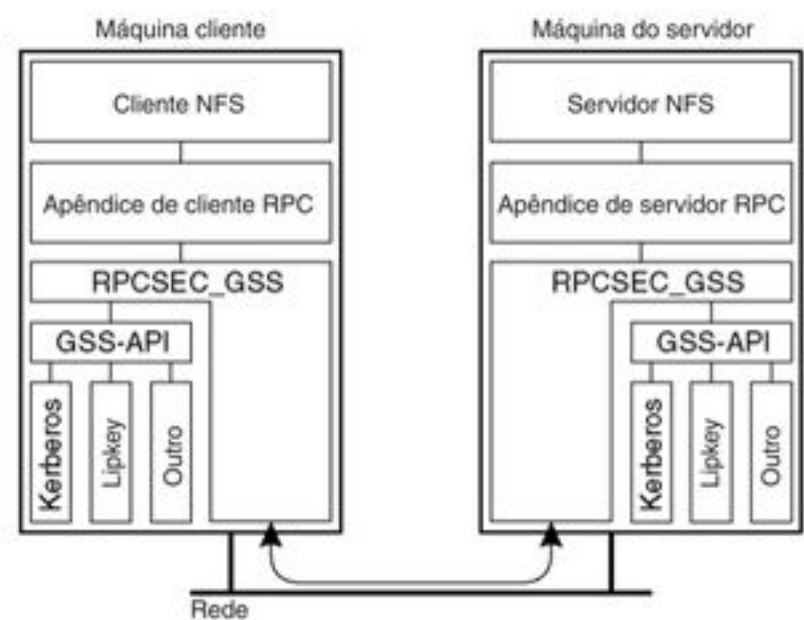 Máquina cliente
Cliente NFS
Apêndice de cliente RPC
RPCSEC_GSS
GSS-API
Kerberos
Lipkey
Outro
Máquina do servidor
Servidor NFS
Apêndice de servidor RPC
RPCSEC_GSS
GSS-API
Kerberos
Lipkey
Outro
Rede